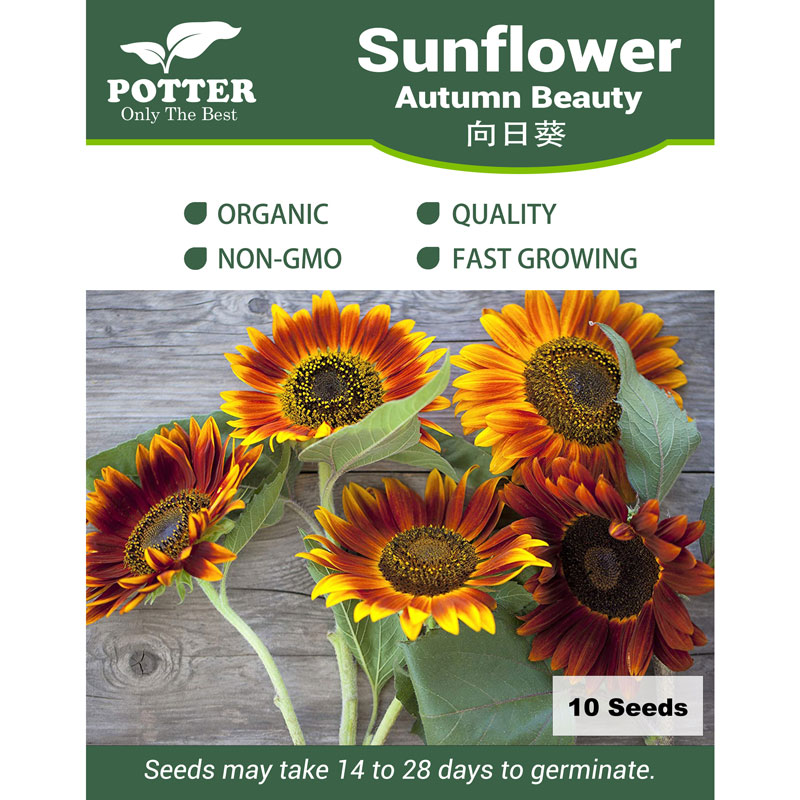 POTTER
Only The Best
Sunflower
Autumn Beauty
向日葵
ORGANIC
QUALITY
NON-GMO
FAST GROWING
10 Seeds
Seeds may take 14 to 28 days to germinate.